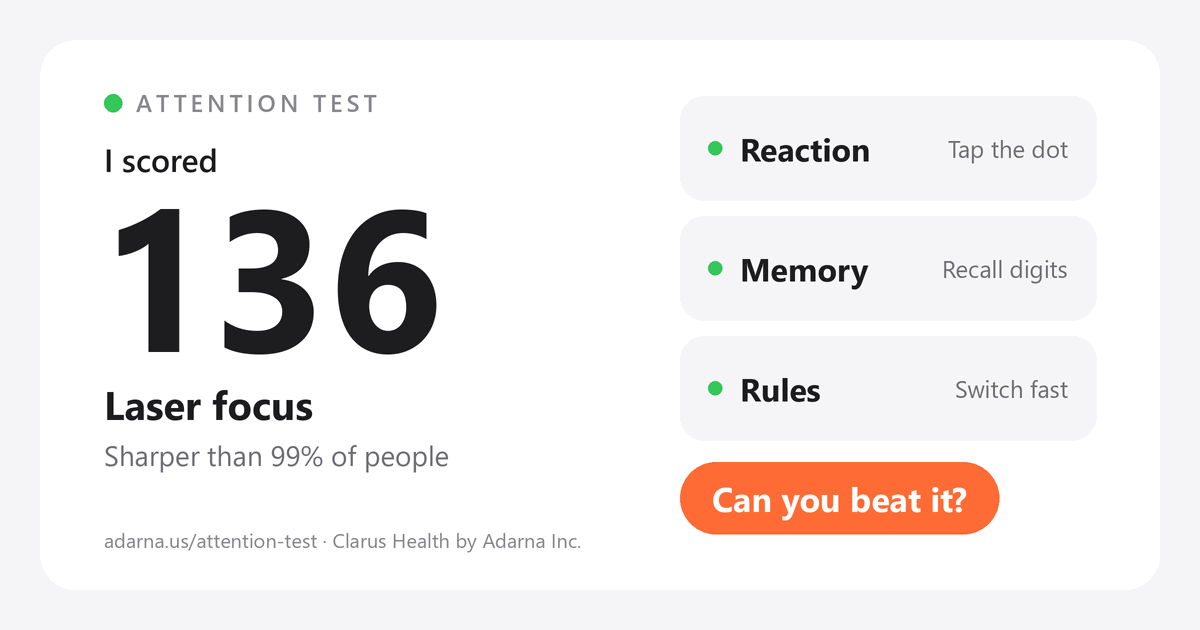 ATTENTION TEST
I scored
136
Laser focus
Sharper than 99% of people
adarna.us/attention-test · Clarus Health by Adarna Inc.
Reaction Tap the dot
Memory Recall digits
Rules Switch fast
Can you beat it?